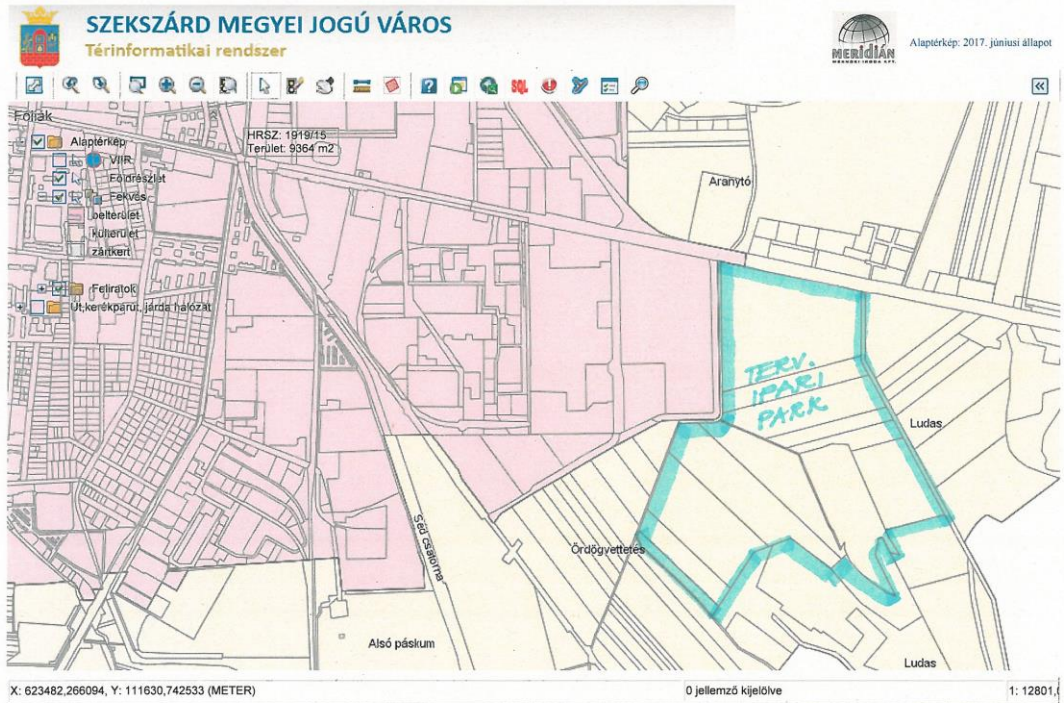 SZEKSZÁRD MEGYEI JOGÚ VÁROS
Térinformatikai rendszer
MERIDIÁN
Alaptérkép: 2017. júniusi állapot
SQL
Fóliák
Alaptérkép
VIIR
Földrészlet
Fekvés
belterület
külterület
zártkert
Feliratok
Út,kerékpárút, járda hálózat
HRSZ: 1919/15
Terület: 9364 m2
Aranytó
TERV.
IPARI
PARK
Ludas
Ördögvettetés
Séd csatorna
Alsó páskum
Ludas
X: 623482,266094, Y: 111630,742533 (METER)
0 jellemző kijelölve
1: 12801,